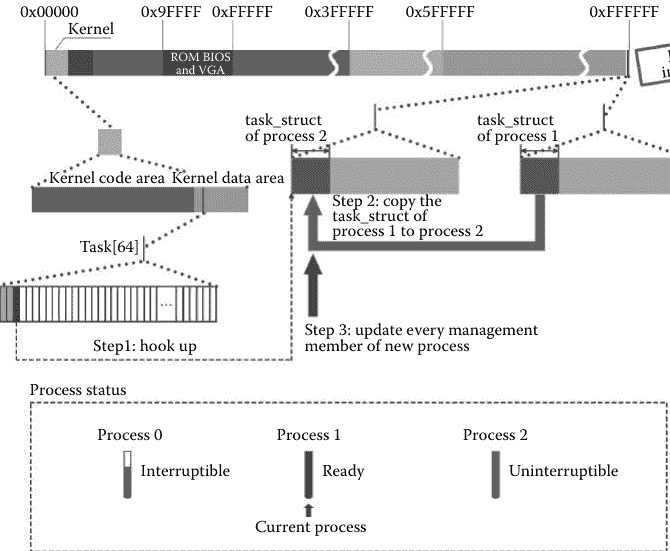 0x00000 0x9FFFF 0xFFFFF 0x3FFFFF 0x5FFFFF 0xFFFFFF
Kernel
ROM BIOS
and VGA
task_struct
of process 2
task_struct
of process 1
Kernel code area Kernel data area
Step 2: copy the
task_struct of
process 1 to process 2
Task[64]
...
Step1: hook up
Step 3: update every management
member of new process
Process status
Process 0
Process 1
Process 2
Interruptible
Ready
Uninterruptible
Current process